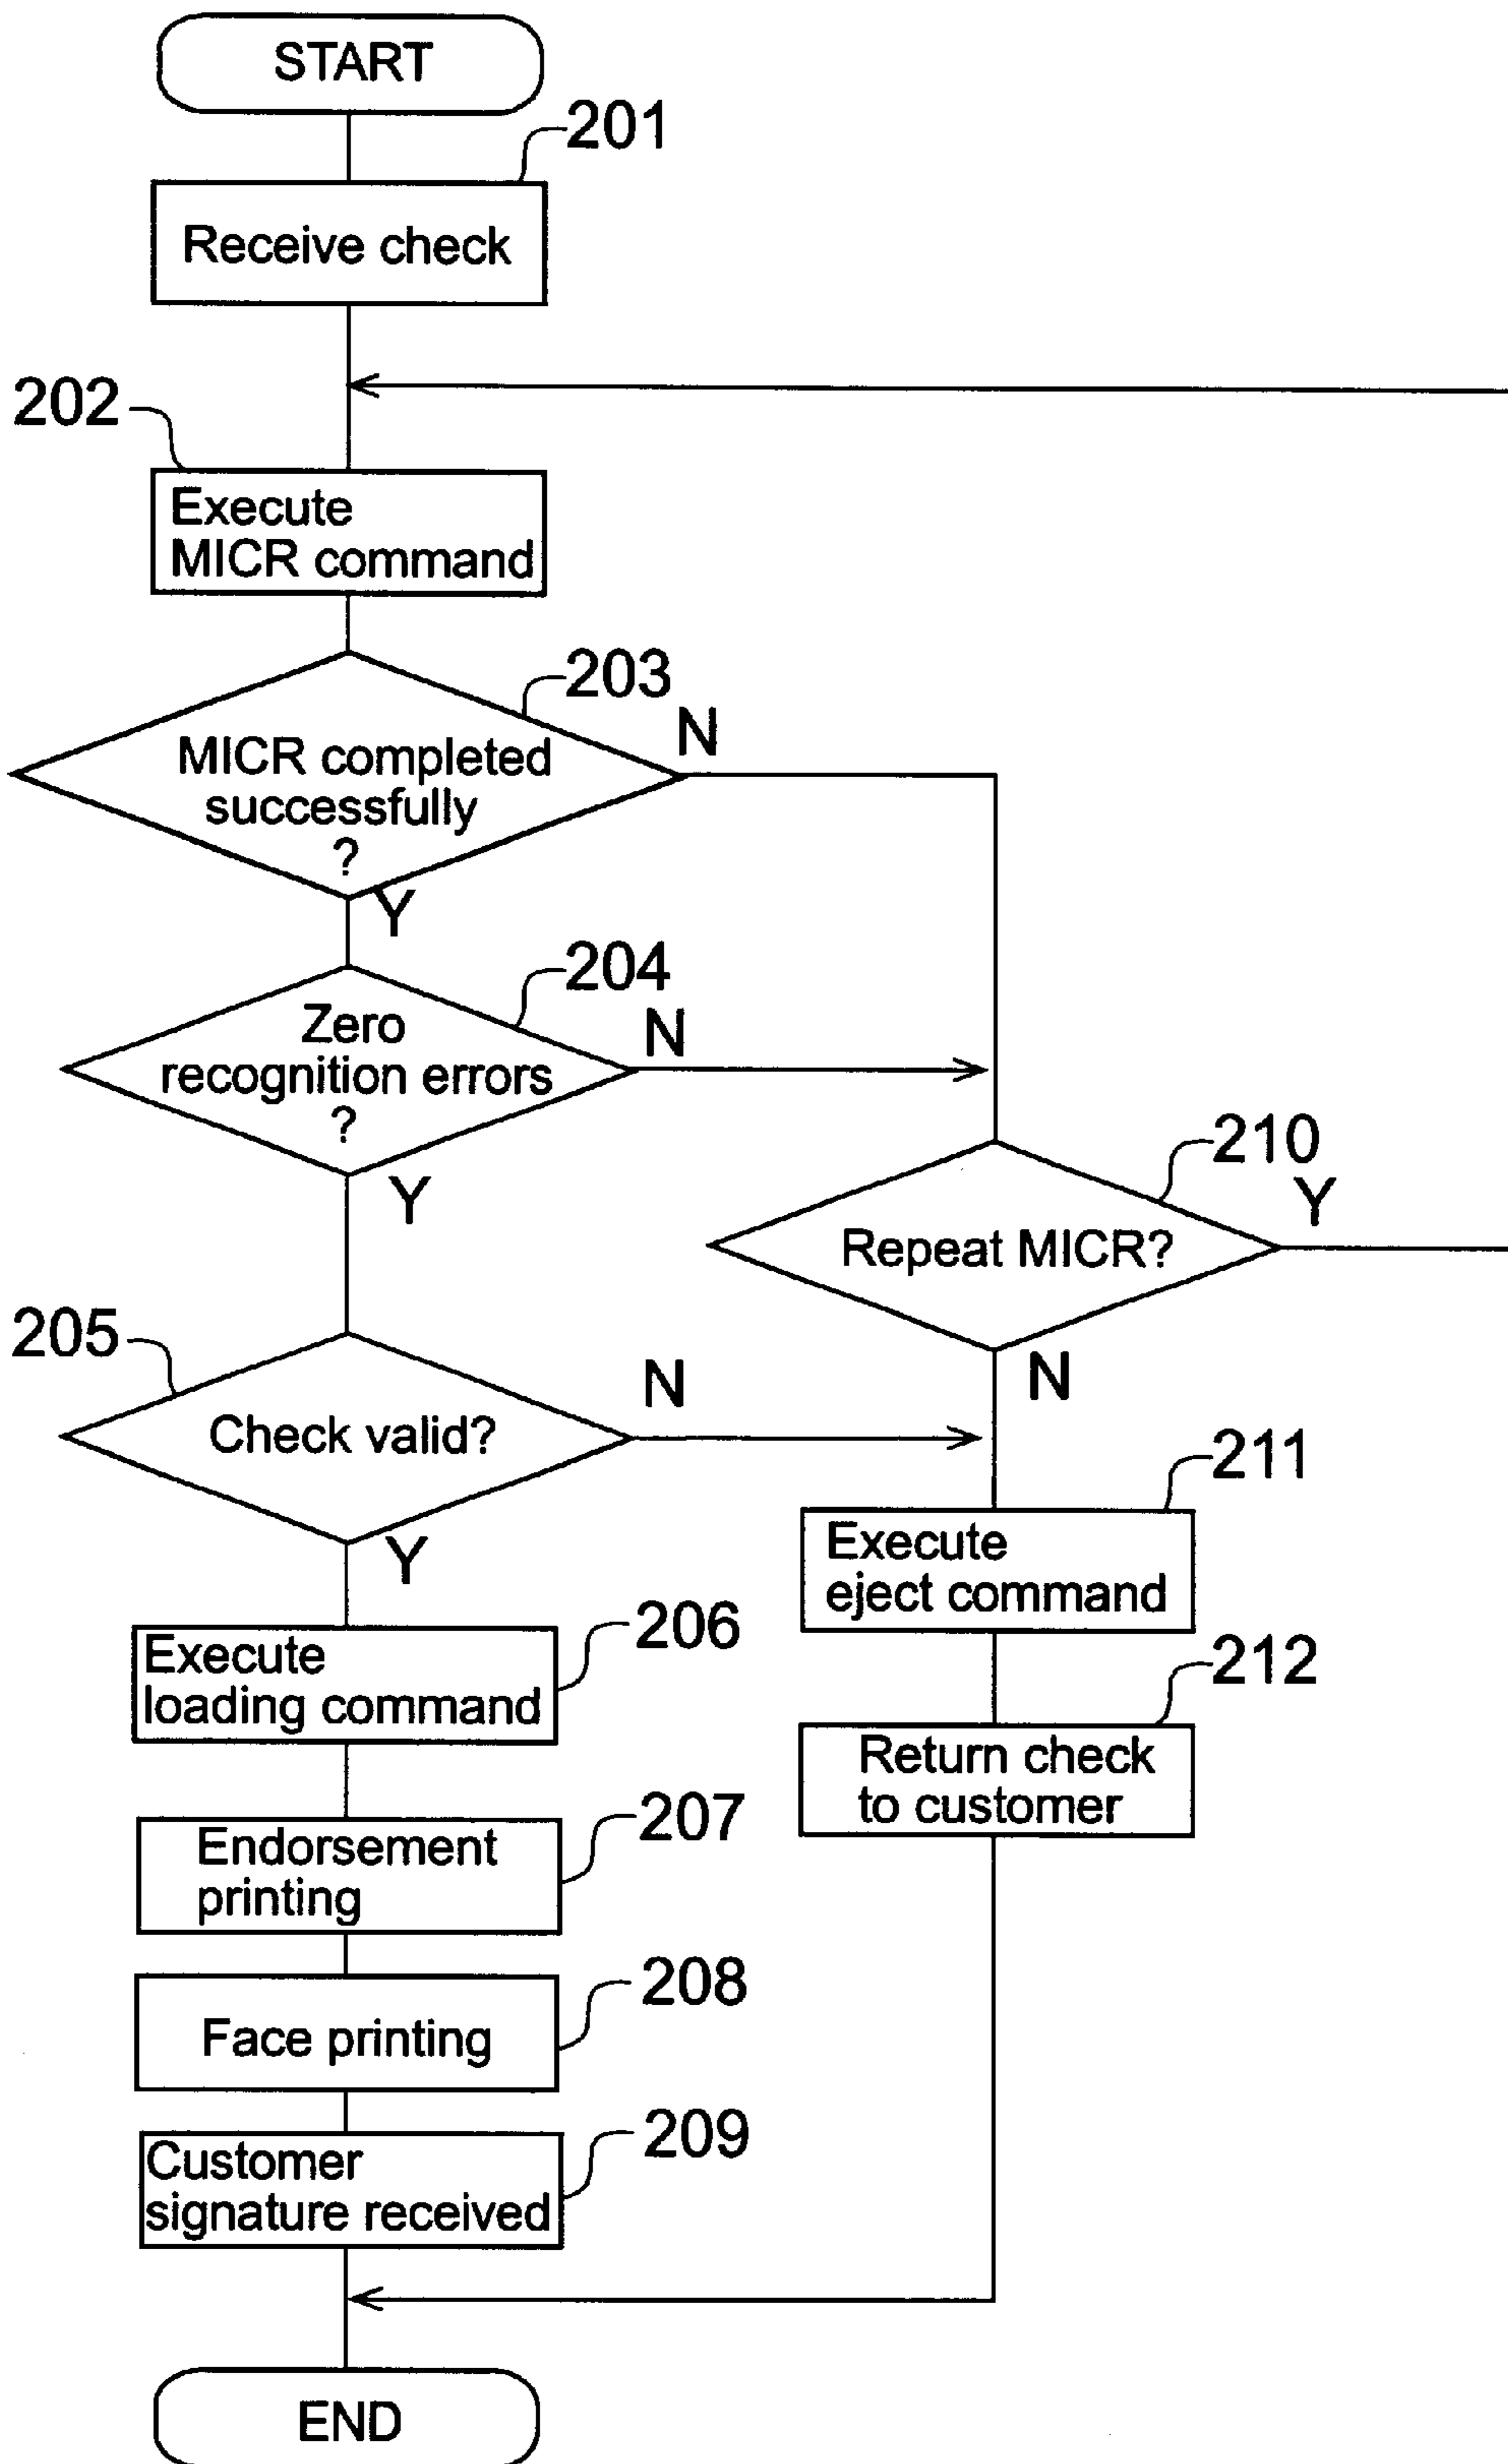 START
201
Receive check
202
Execute
MICR command
203
N
MICR completed
successfully
?
Y
204
N
Zero
recognition errors
?
Y
210
Y
Repeat MICR?
N
205
N
Check valid?
Y
211
Execute
eject command
206
Execute
loading command
212
Return check
to customer
207
Endorsement
printing
208
Face printing
209
Customer
signature received
END